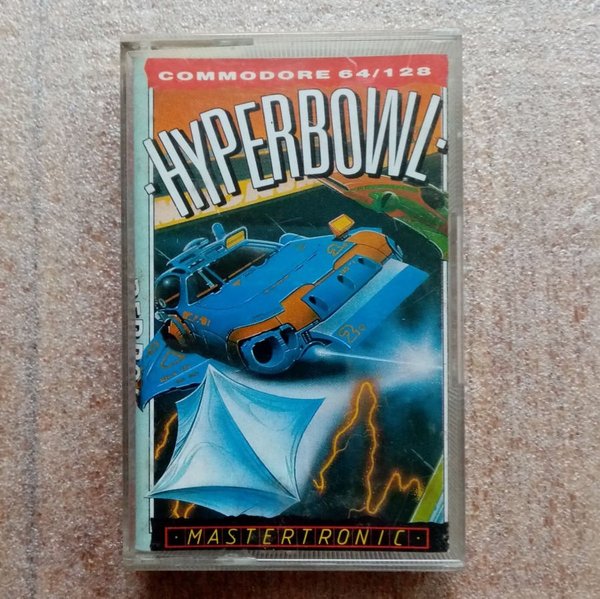 COMMODORE 64/128
·HYPERBOWL·
· MASTERTRONIC ·